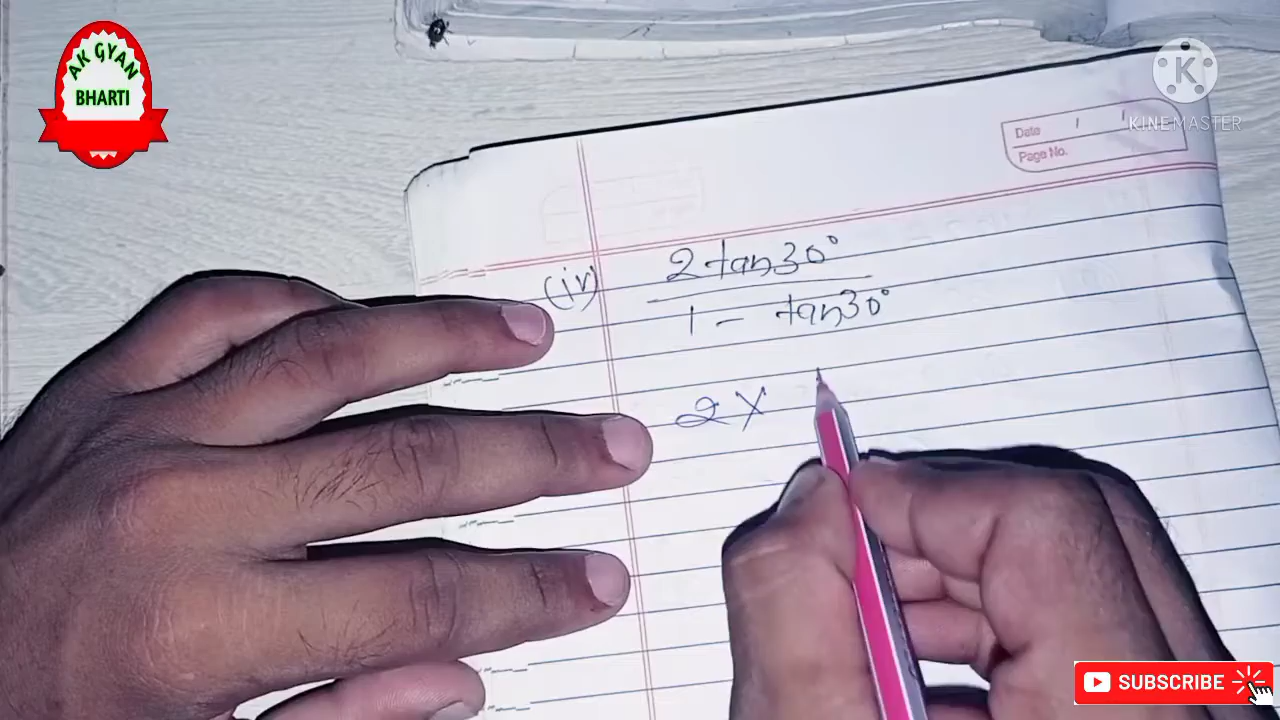 AK GYAN
BHARTI
KINEMASTER
Date / /
Page No.
(iv) 2 tan30°
1 - tan30°
2 X
SUBSCRIBE